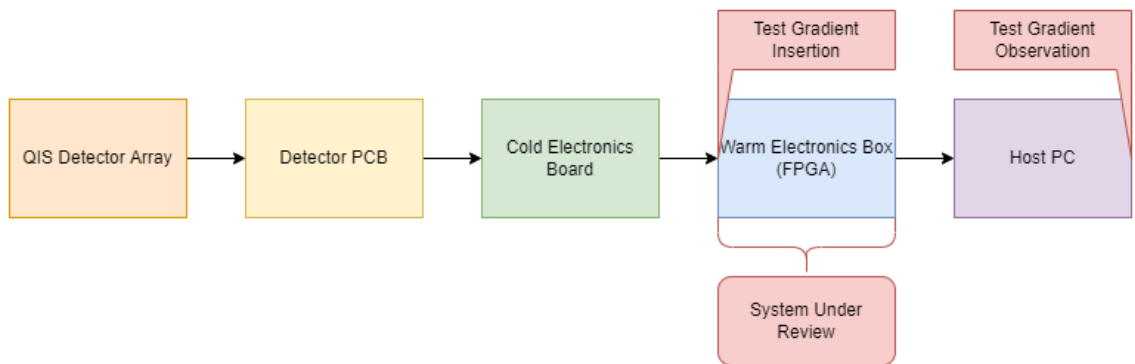 Test Gradient
Insertion
Test Gradient
Observation
QIS Detector Array
Detector PCB
Cold Electronics
Board
Warm Electronics Box
(FPGA)
Host PC
System Under
Review